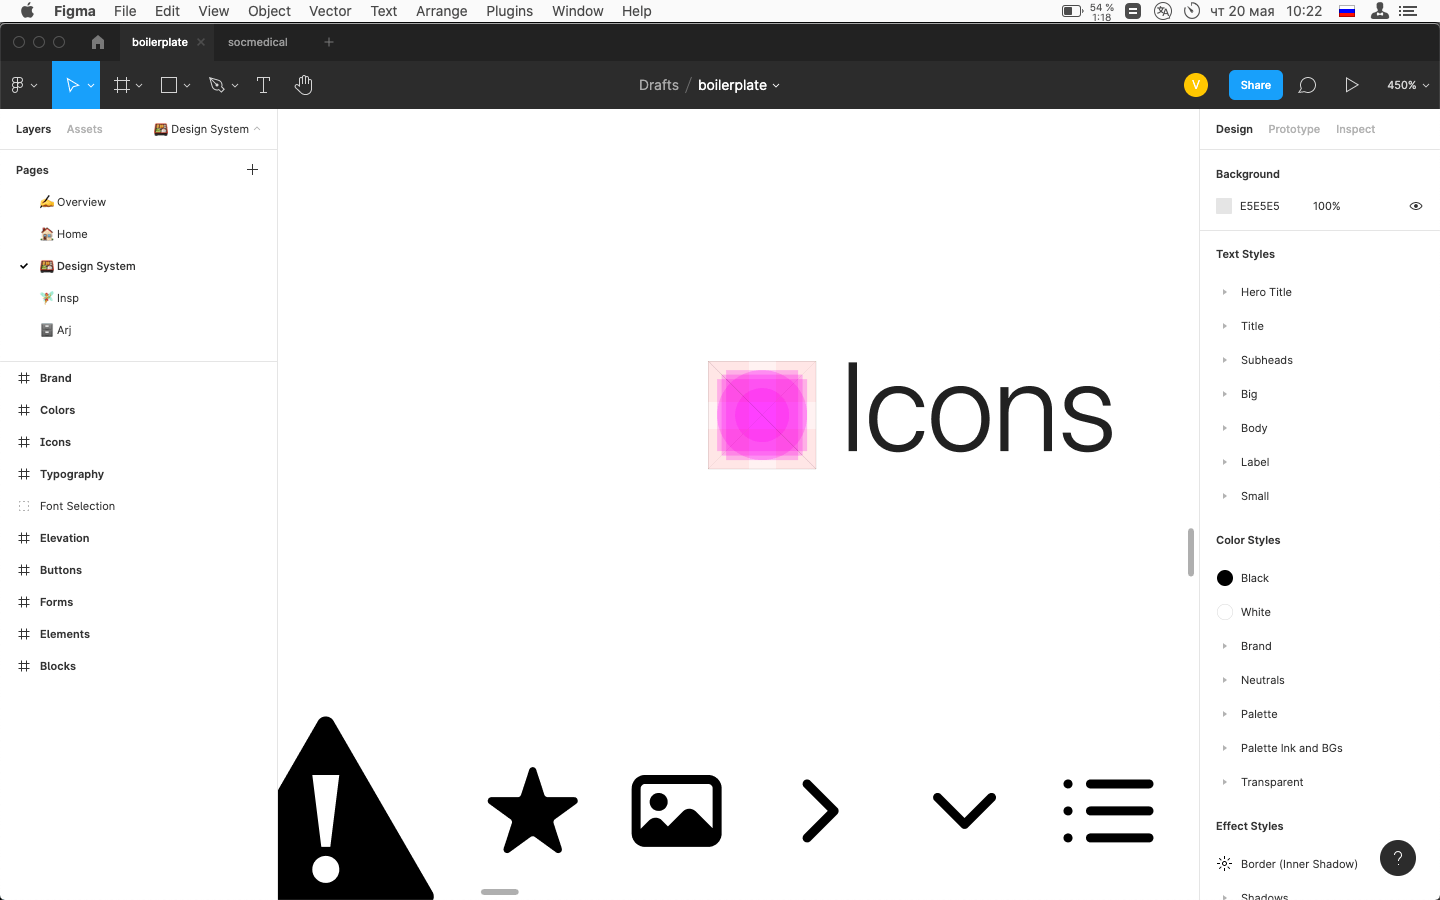 Figma File Edit View Object Vector Text Arrange Plugins Window Help 54 % 1:18 чт 20 мая 10:22
boilerplate socmedical
Drafts / boilerplate V Share 450%
Layers Assets Design System
Pages
Overview
Home
Design System
Insp
Arj
Brand
Colors
Icons
Typography
Font Selection
Elevation
Buttons
Forms
Elements
Blocks
Icons
Design Prototype Inspect
Background
E5E5E5 100%
Text Styles
Hero Title
Title
Subheads
Big
Body
Label
Small
Color Styles
Black
White
Brand
Neutrals
Palette
Palette Ink and BGs
Transparent
Effect Styles
Border (Inner Shadow)
Shadows
?